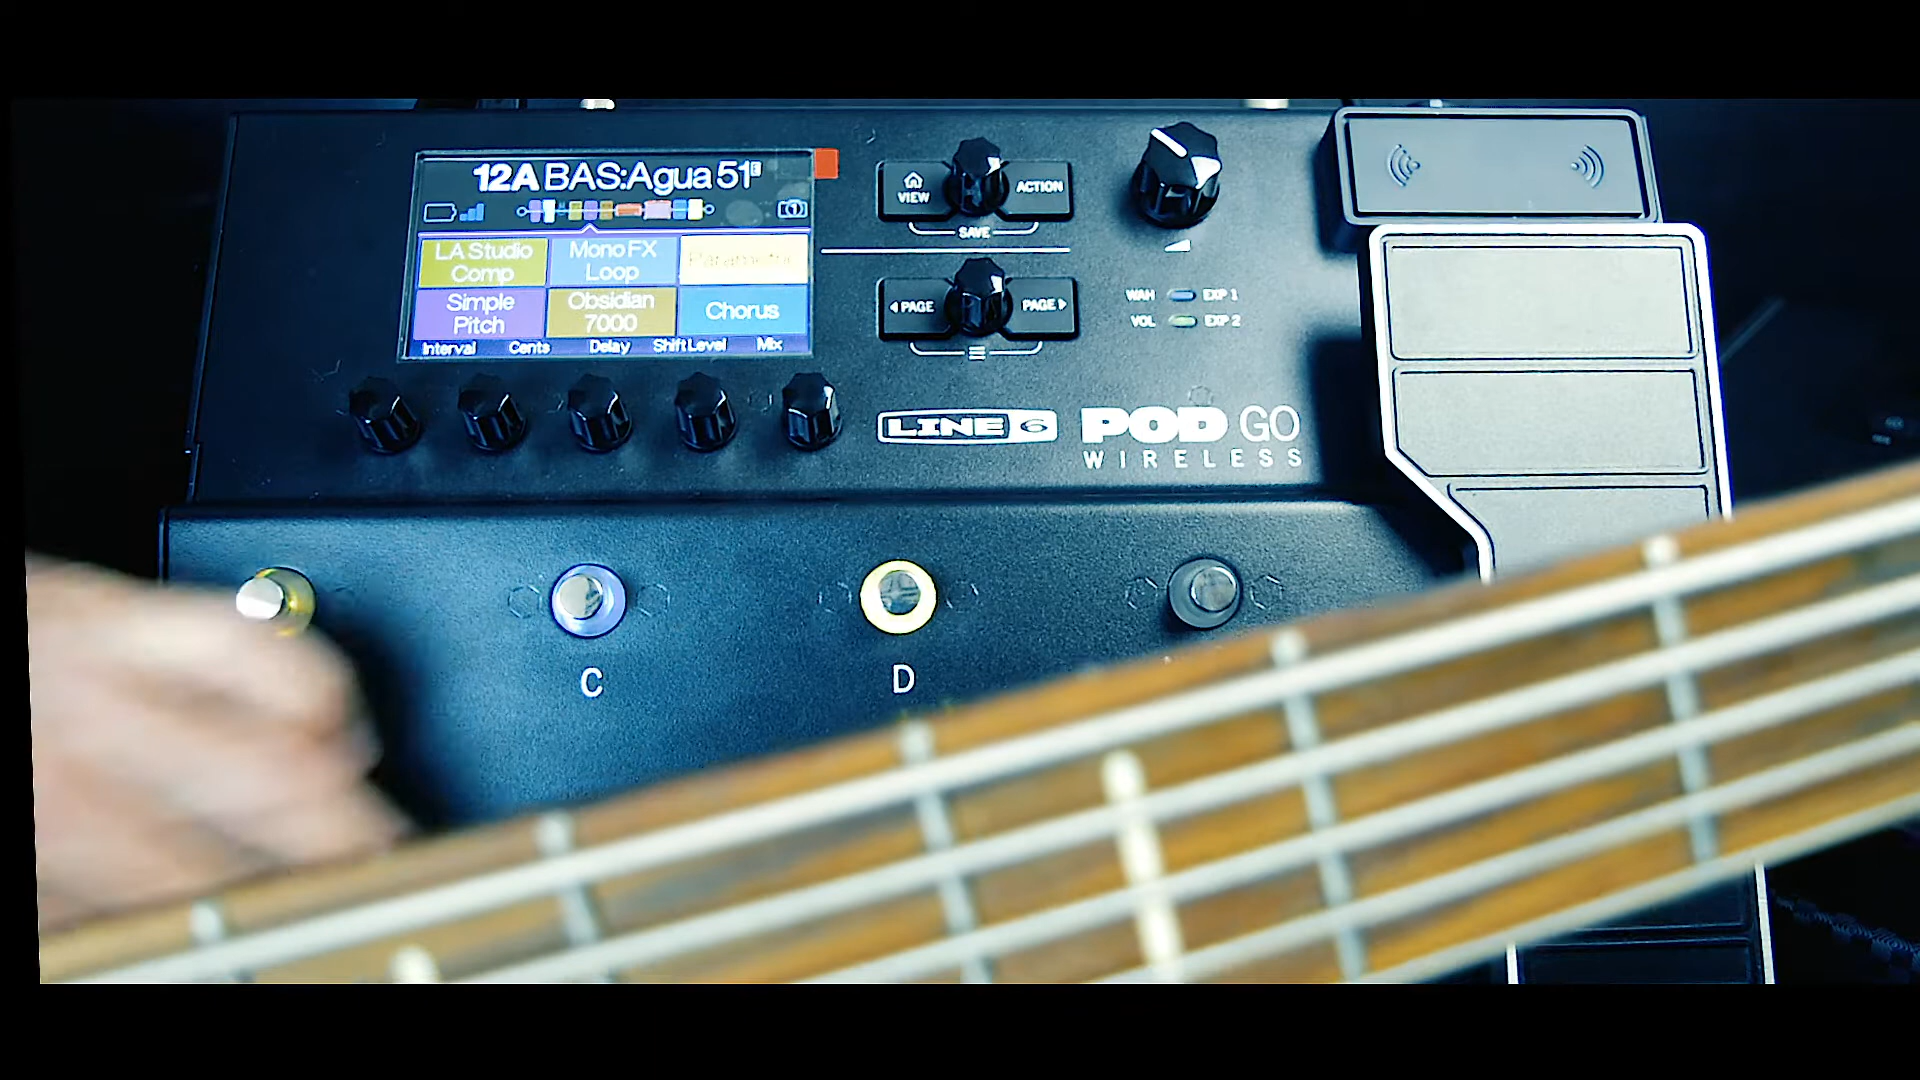 12A BAS:Agua 51
LA Studio Comp
Mono FX Loop
Parametric
Simple Pitch
Obsidian 7000
Chorus
Interval Cents Delay Shift Level Mix
VIEW
ACTION
SAVE
PAGE
PAGE
WAH EXP 1
VOL EXP 2
LINE 6
POD GO
WIRELESS
C
D